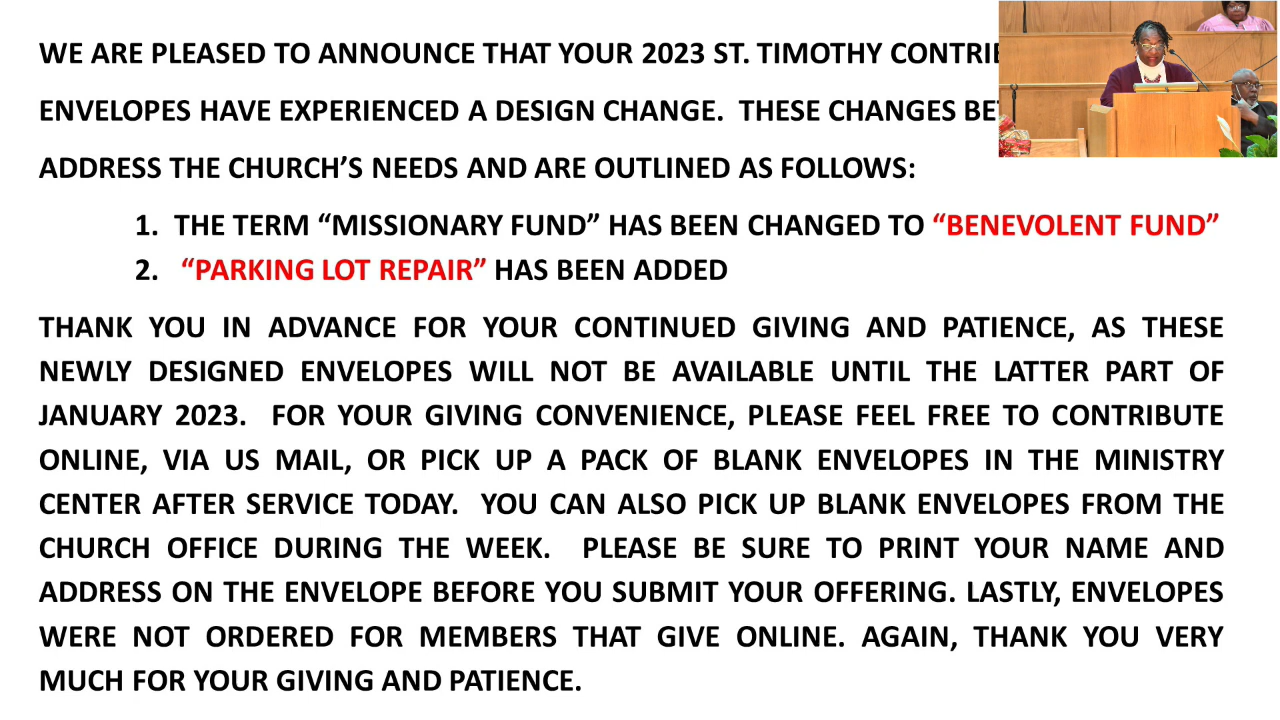 WE ARE PLEASED TO ANNOUNCE THAT YOUR 2023 ST. TIMOTHY
ENVELOPES HAVE EXPERIENCED A DESIGN CHANGE. THESE CHANGES
ADDRESS THE CHURCH’S NEEDS AND ARE OUTLINED AS FOLLOWS:
1. THE TERM “MISSIONARY FUND” HAS BEEN CHANGED TO “BENEVOLENT FUND”
2. “PARKING LOT REPAIR” HAS BEEN ADDED
THANK YOU IN ADVANCE FOR YOUR CONTINUED GIVING AND PATIENCE, AS THESE
NEWLY DESIGNED ENVELOPES WILL NOT BE AVAILABLE UNTIL THE LATTER PART OF
JANUARY 2023. FOR YOUR GIVING CONVENIENCE, PLEASE FEEL FREE TO CONTRIBUTE
ONLINE, VIA US MAIL, OR PICK UP A PACK OF BLANK ENVELOPES IN THE MINISTRY
CENTER AFTER SERVICE TODAY. YOU CAN ALSO PICK UP BLANK ENVELOPES FROM THE
CHURCH OFFICE DURING THE WEEK. PLEASE BE SURE TO PRINT YOUR NAME AND
ADDRESS ON THE ENVELOPE BEFORE YOU SUBMIT YOUR OFFERING. LASTLY, ENVELOPES
WERE NOT ORDERED FOR MEMBERS THAT GIVE ONLINE. AGAIN, THANK YOU VERY
MUCH FOR YOUR GIVING AND PATIENCE.